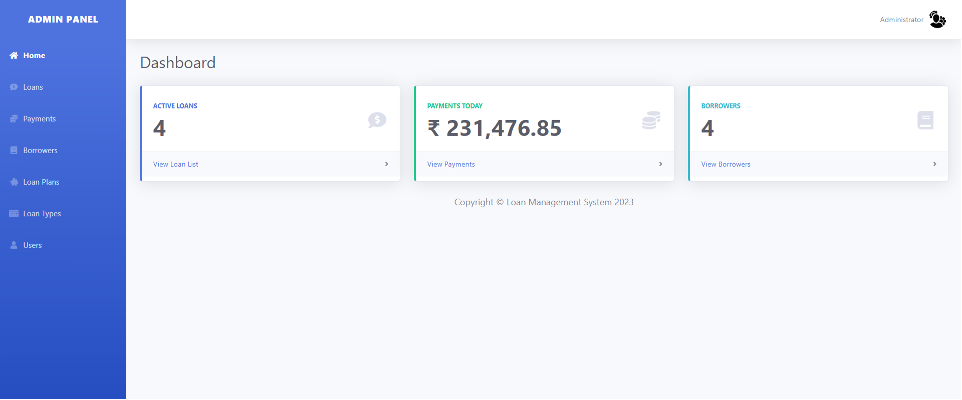 ADMIN PANEL
Administrator
Home
Loans
Payments
Borrowers
Loan Plans
Loan Types
Users
Dashboard
ACTIVE LOANS
4
View Loan List
PAYMENTS TODAY
₹ 231,476.85
View Payments
BORROWERS
4
View Borrowers
Copyright © Loan Management System 2023